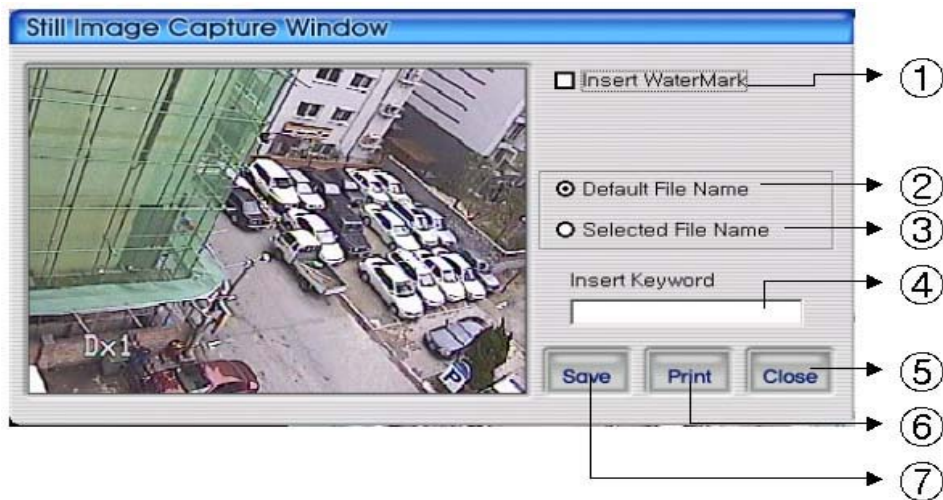 Still Image Capture Window
Insert WaterMark
①
Default File Name
②
Selected File Name
③
Insert Keyword
④
Dx1
Save Print Close
⑤
⑥
⑦